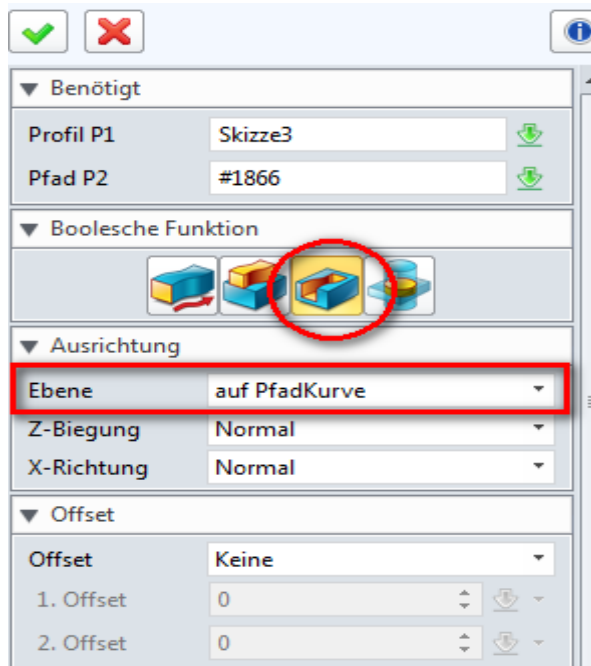 Benötigt
Profil P1 Skizze3
Pfad P2 #1866
Boolesche Funktion
Ausrichtung
Ebene auf PfadKurve
Z-Biegung Normal
X-Richtung Normal
Offset
Offset Keine
1. Offset 0
2. Offset 0